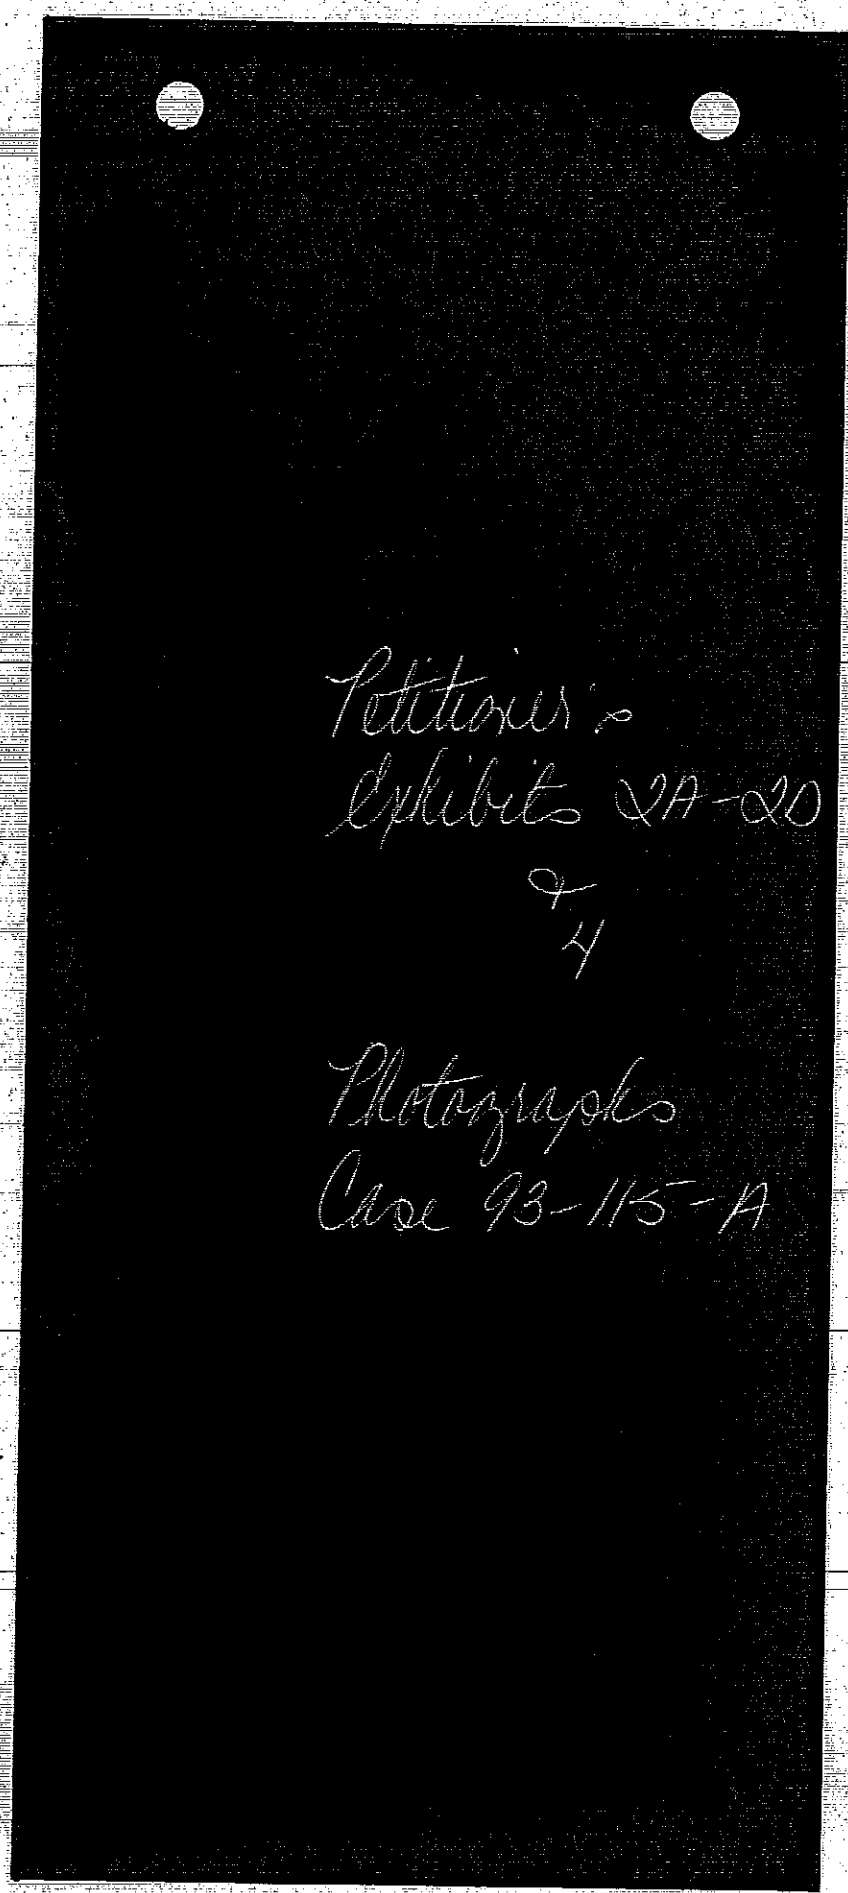 Petitioner's
Exhibits 2A-2D
&
4
Photographs
Case 93-115-A